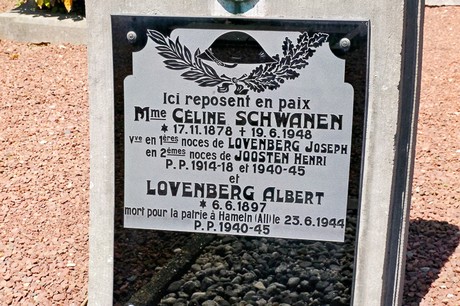 Ici reposent en paix
Mme CÉLINE SCHWANEN
* 17.11.1878 + 19.6.1948
Vve en 1ères noces de LOVENBERG JOSEPH
en 2èmes noces de JOOSTEN HENRI
P.P. 1914-18 et 1940-45
et
LOVENBERG ALBERT
* 6.6.1897
mort pour la patrie à Hameln (All) le 23.6.1944
P.P. 1940-45